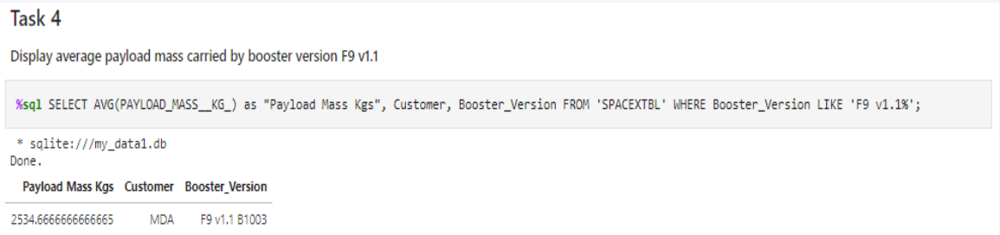 Task 4
Display average payload mass carried by booster version F9 v1.1
%sql SELECT AVG(PAYLOAD_MASS__KG_) as "Payload Mass Kgs", Customer, Booster_Version FROM 'SPACEXTBL' WHERE Booster_Version LIKE 'F9 v1.1%';
* sqlite:///my_data1.db
Done.
Payload Mass Kgs Customer Booster_Version
2534.6666666666665 MDA F9 v1.1 B1003